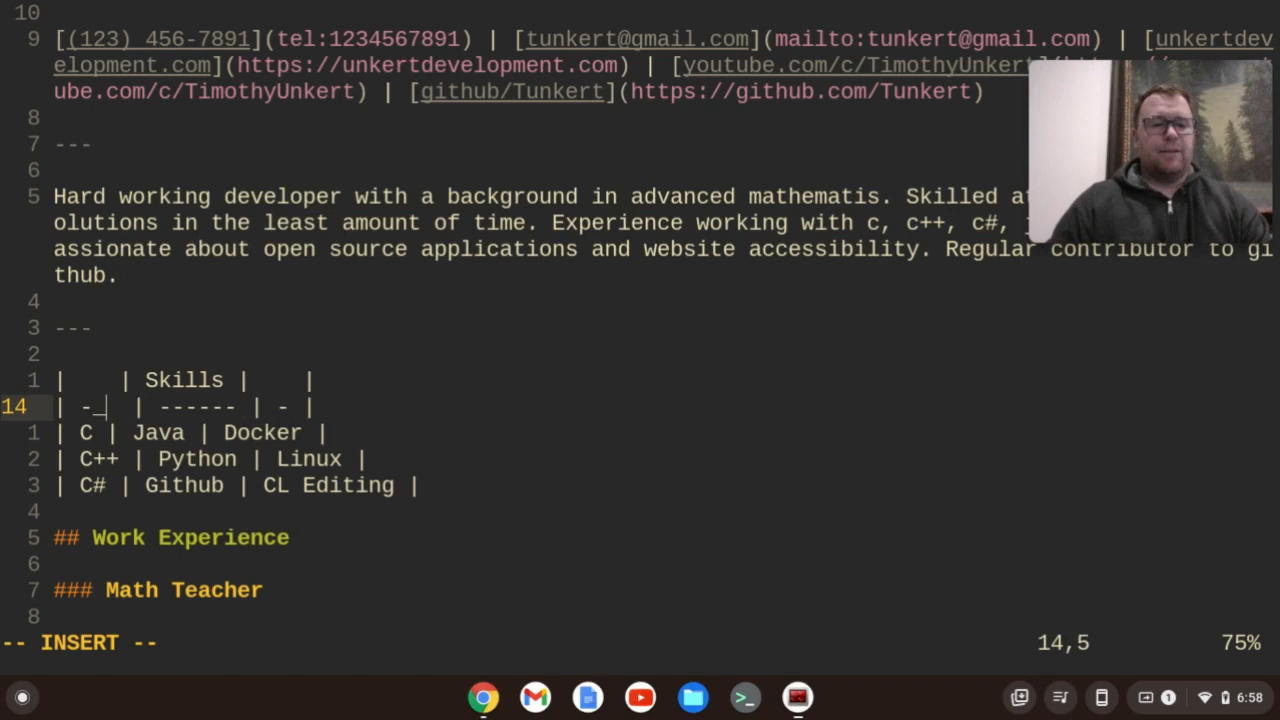 10
9 [(123) 456-7891](tel:1234567891) | [tunkert@gmail.com](mailto:tunkert@gmail.com) | [unkertdev
elopment.com](https://unkertdevelopment.com) | [youtube.com/c/TimothyUnkert
ube.com/c/TimothyUnkert) | [github/Tunkert](https://github.com/Tunkert)
8
7 ---
6
5 Hard working developer with a background in advanced mathematis. Skilled at
olutions in the least amount of time. Experience working with c, c++, c#,
assionate about open source applications and website accessibility. Regular contributor to gi
thub.
4
3 ---
2
1 |    | Skills |    |
14 | -_  | ------ | - |
1 | C | Java | Docker |
2 | C++ | Python | Linux |
3 | C# | Github | CL Editing |
4
5 ## Work Experience
6
7 ### Math Teacher
8
-- INSERT -- 14,5 75%
1 6:58